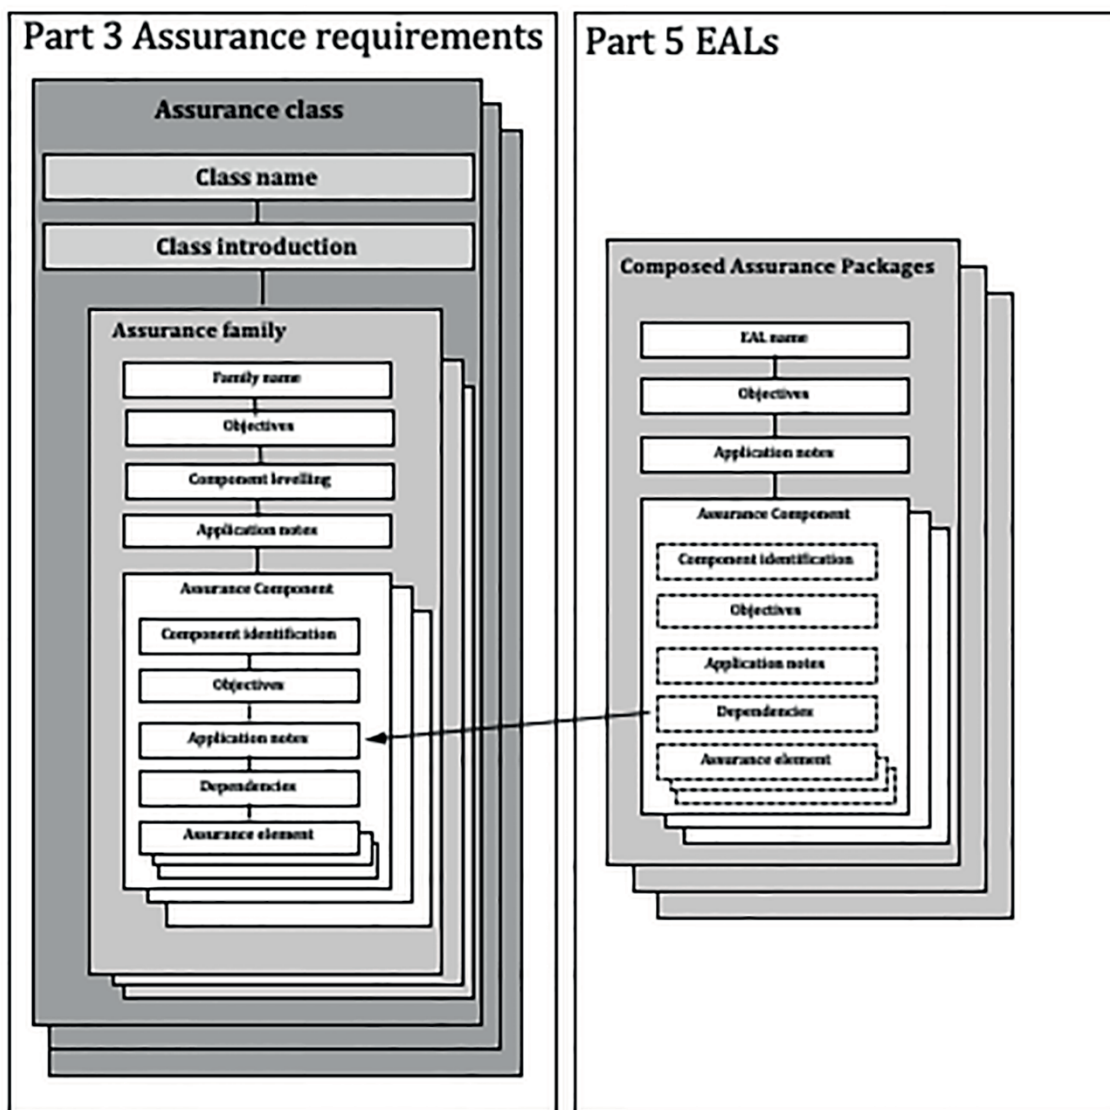 Part 3 Assurance requirements
Assurance class
Class name
Class introduction
Assurance family
Family name
Objectives
Component levelling
Application notes
Assurance Component
Component identification
Objectives
Application notes
Dependencies
Assurance element
Part 5 EALs
Composed Assurance Packages
EAL name
Objectives
Application notes
Assurance Component
Component identification
Objectives
Application notes
Dependencies
Assurance element